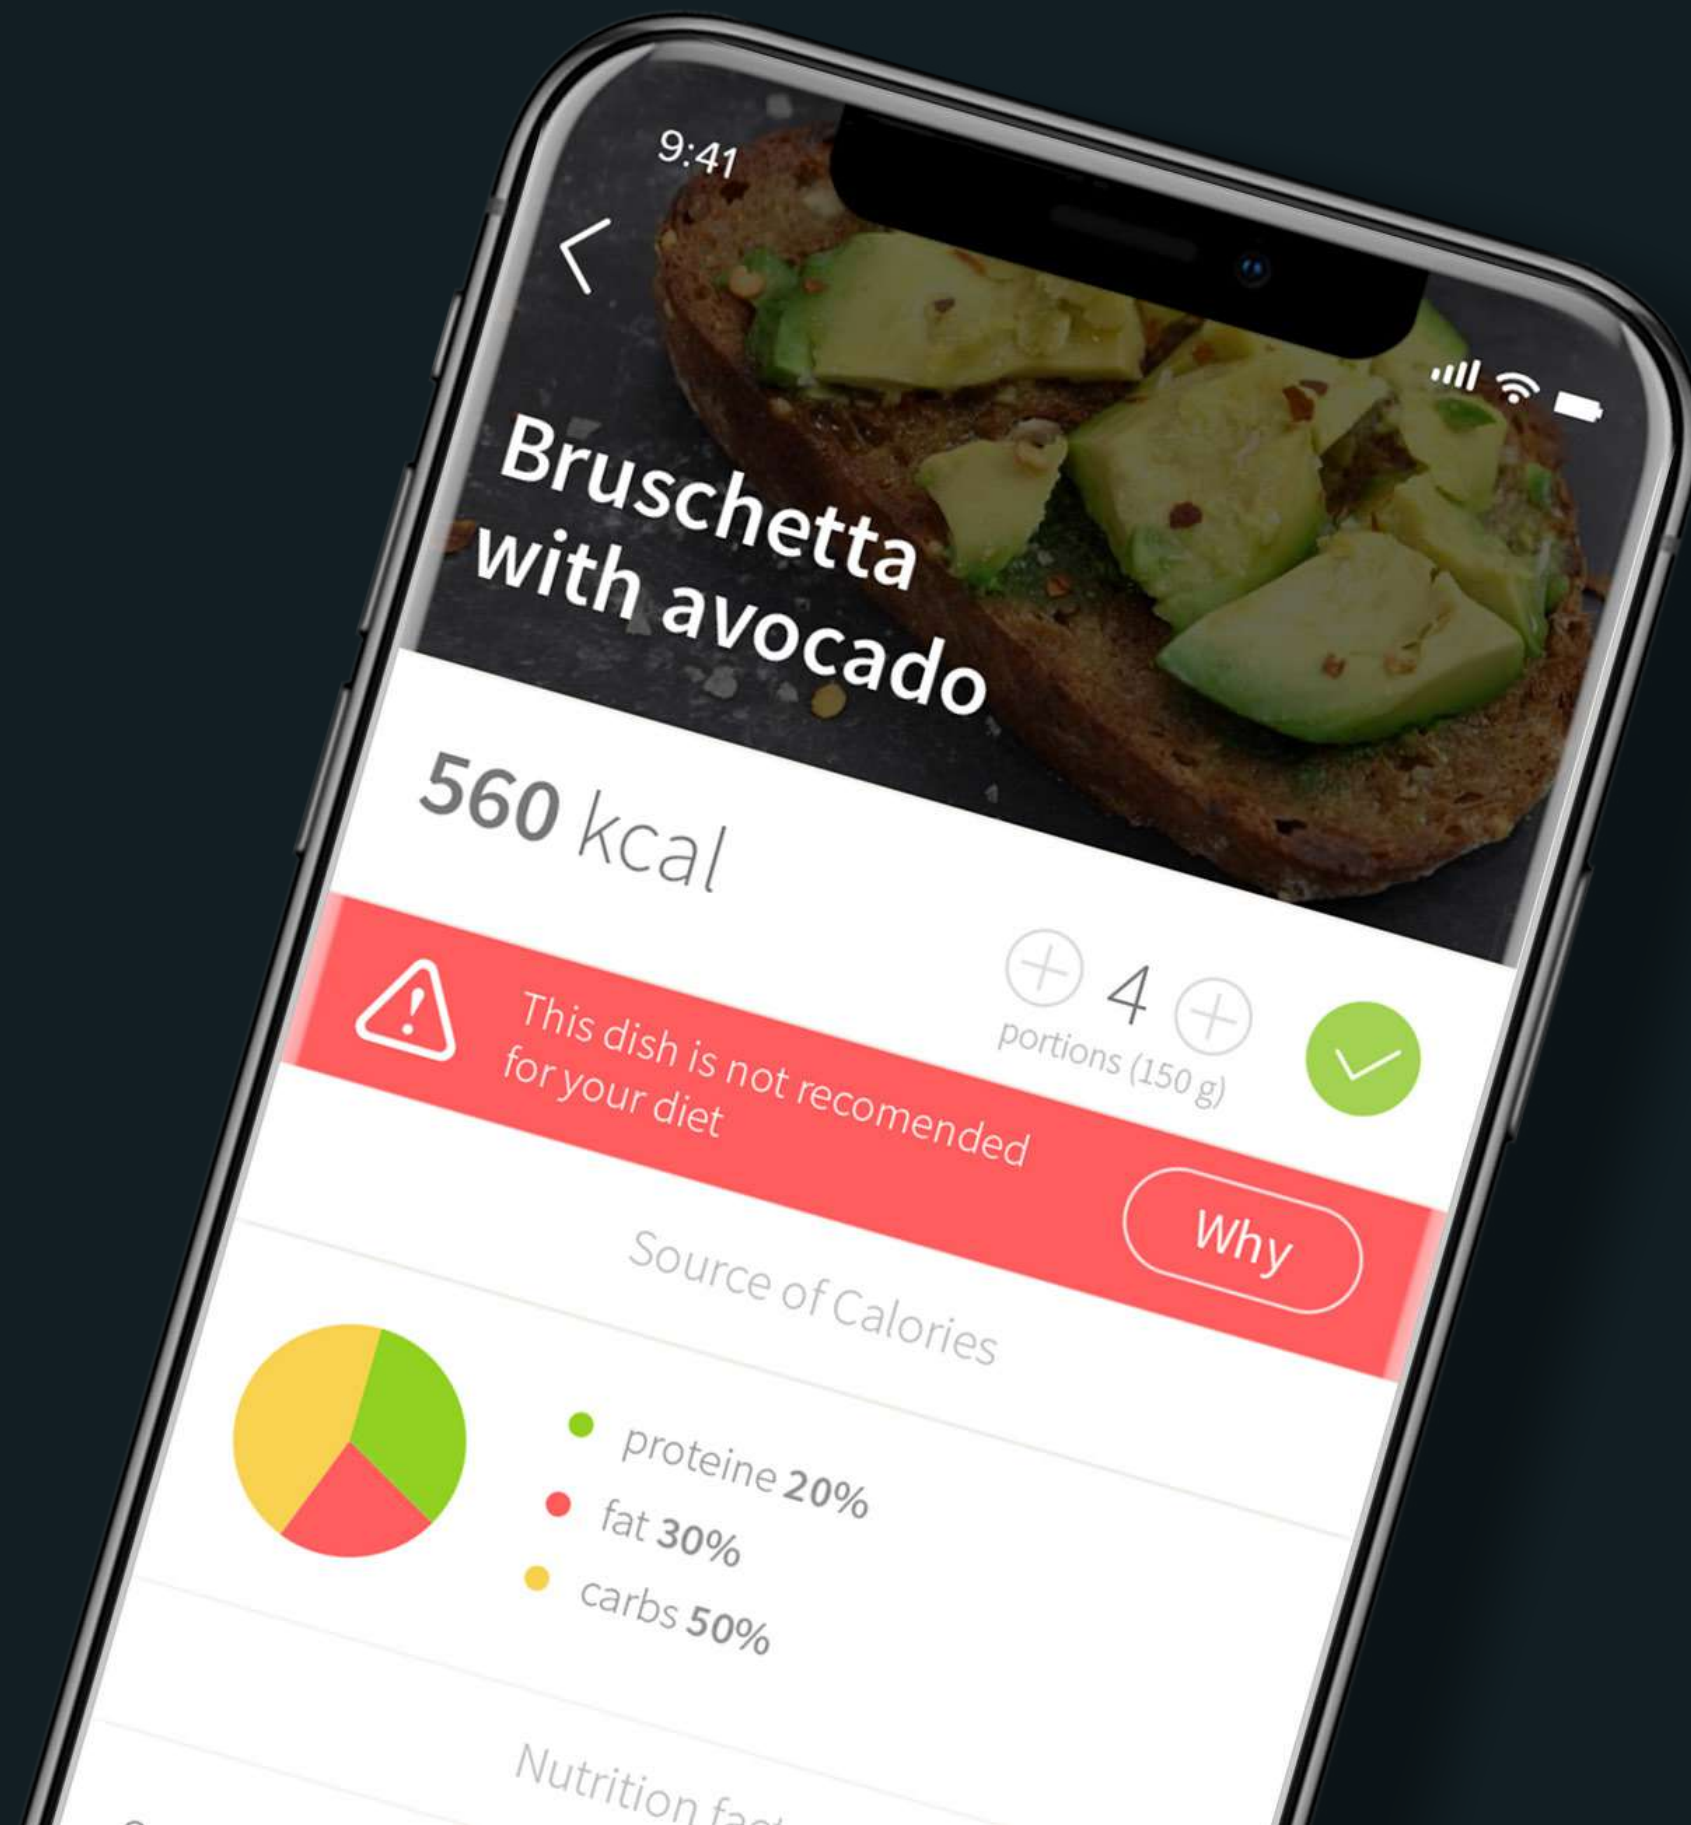 9:41
Bruschetta
with avocado
560 kcal
4
portions (150 g)
This dish is not recomended
for your diet
Why
Source of Calories
proteine 20%
fat 30%
carbs 50%
Nutrition